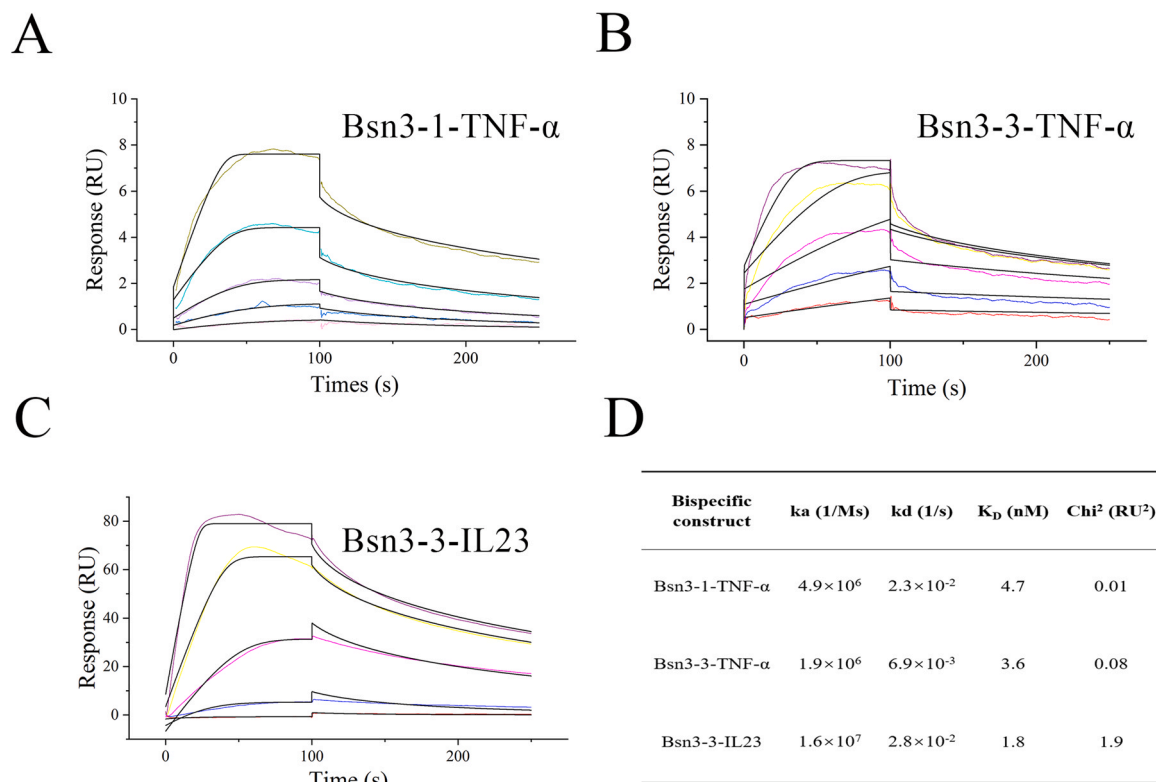 A
Bsn3-1-TNF-α
Response (RU)
10
8
6
4
2
0
0
100
200
Times (s)
B
Bsn3-3-TNF-α
Response (RU)
10
8
6
4
2
0
0
100
200
Time (s)
C
Bsn3-3-IL23
Response (RU)
80
60
40
20
0
0
100
200
Time (s)
D
Bispecific construct ka (1/Ms) kd (1/s) K_D (nM) Chi² (RU²)
Bsn3-1-TNF-α 4.9×10⁶ 2.3×10⁻² 4.7 0.01
Bsn3-3-TNF-α 1.9×10⁶ 6.9×10⁻³ 3.6 0.08
Bsn3-3-IL23 1.6×10⁷ 2.8×10⁻² 1.8 1.9